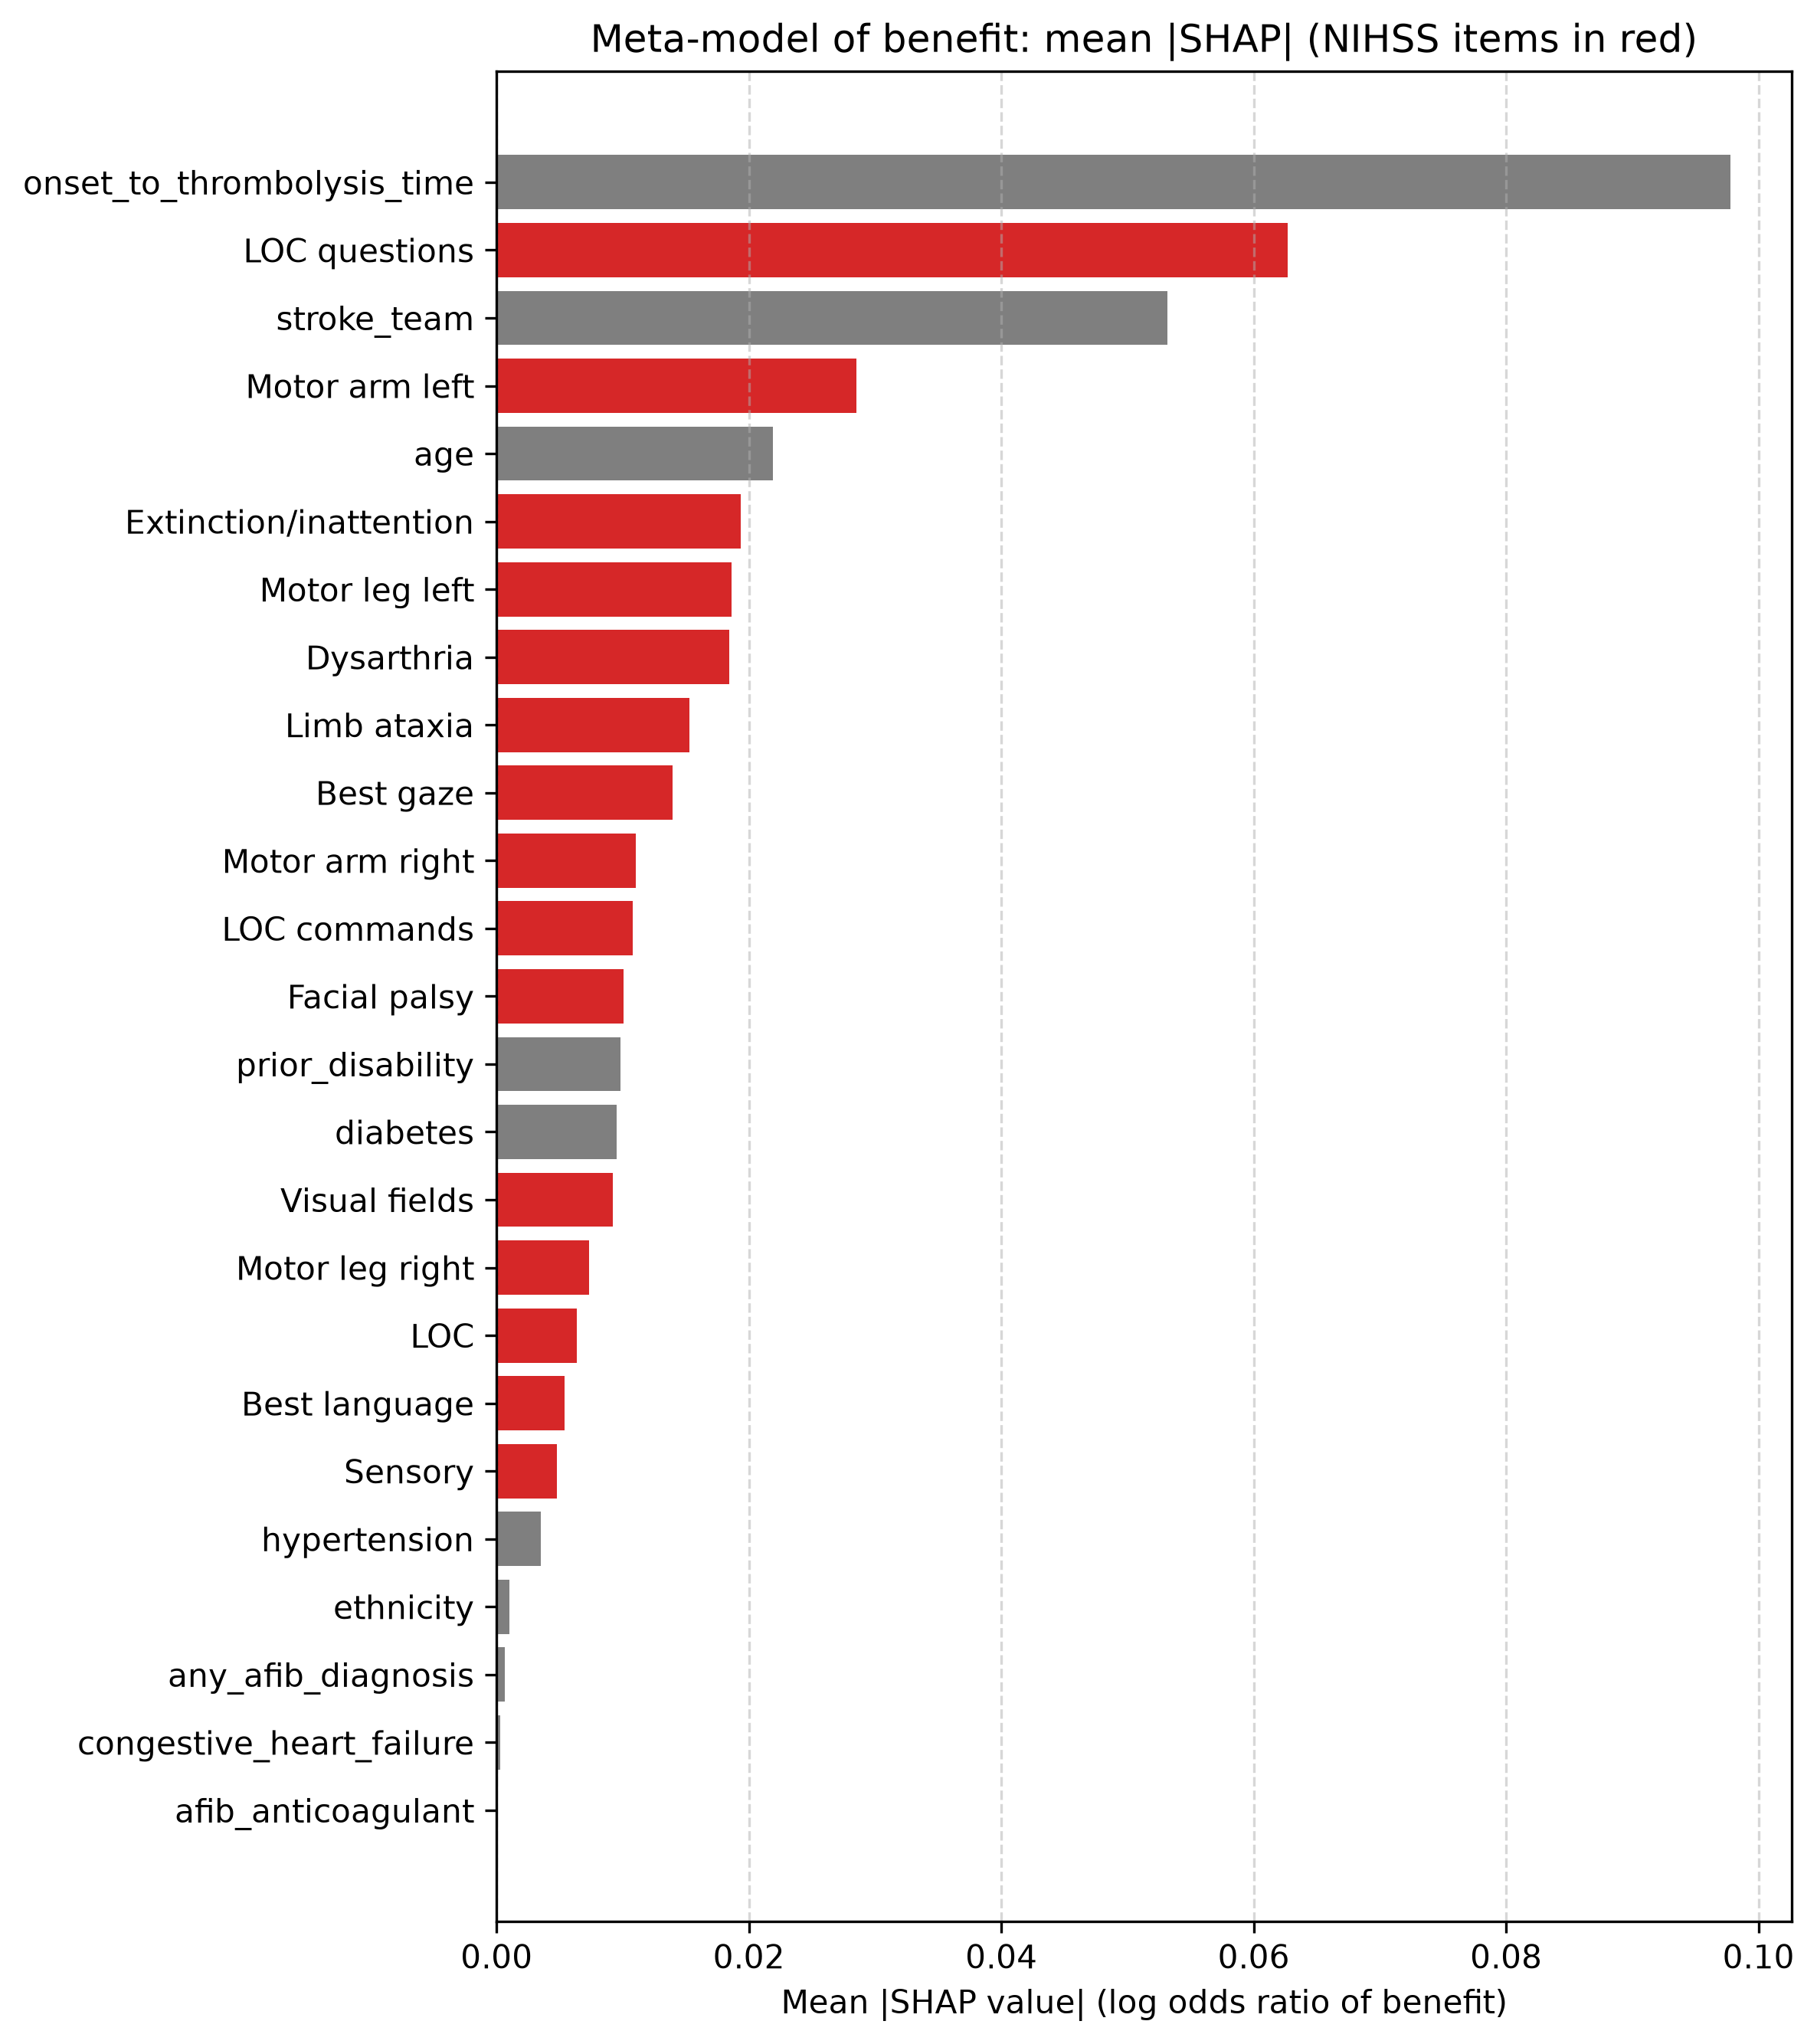 Meta-model of benefit: mean |SHAP| (NIHSS items in red)
onset_to_thrombolysis_time
LOC questions
stroke_team
Motor arm left
age
Extinction/inattention
Motor leg left
Dysarthria
Limb ataxia
Best gaze
Motor arm right
LOC commands
Facial palsy
prior_disability
diabetes
Visual fields
Motor leg right
LOC
Best language
Sensory
hypertension
ethnicity
any_afib_diagnosis
congestive_heart_failure
afib_anticoagulant
0.00 0.02 0.04 0.06 0.08 0.10
Mean |SHAP value| (log odds ratio of benefit)